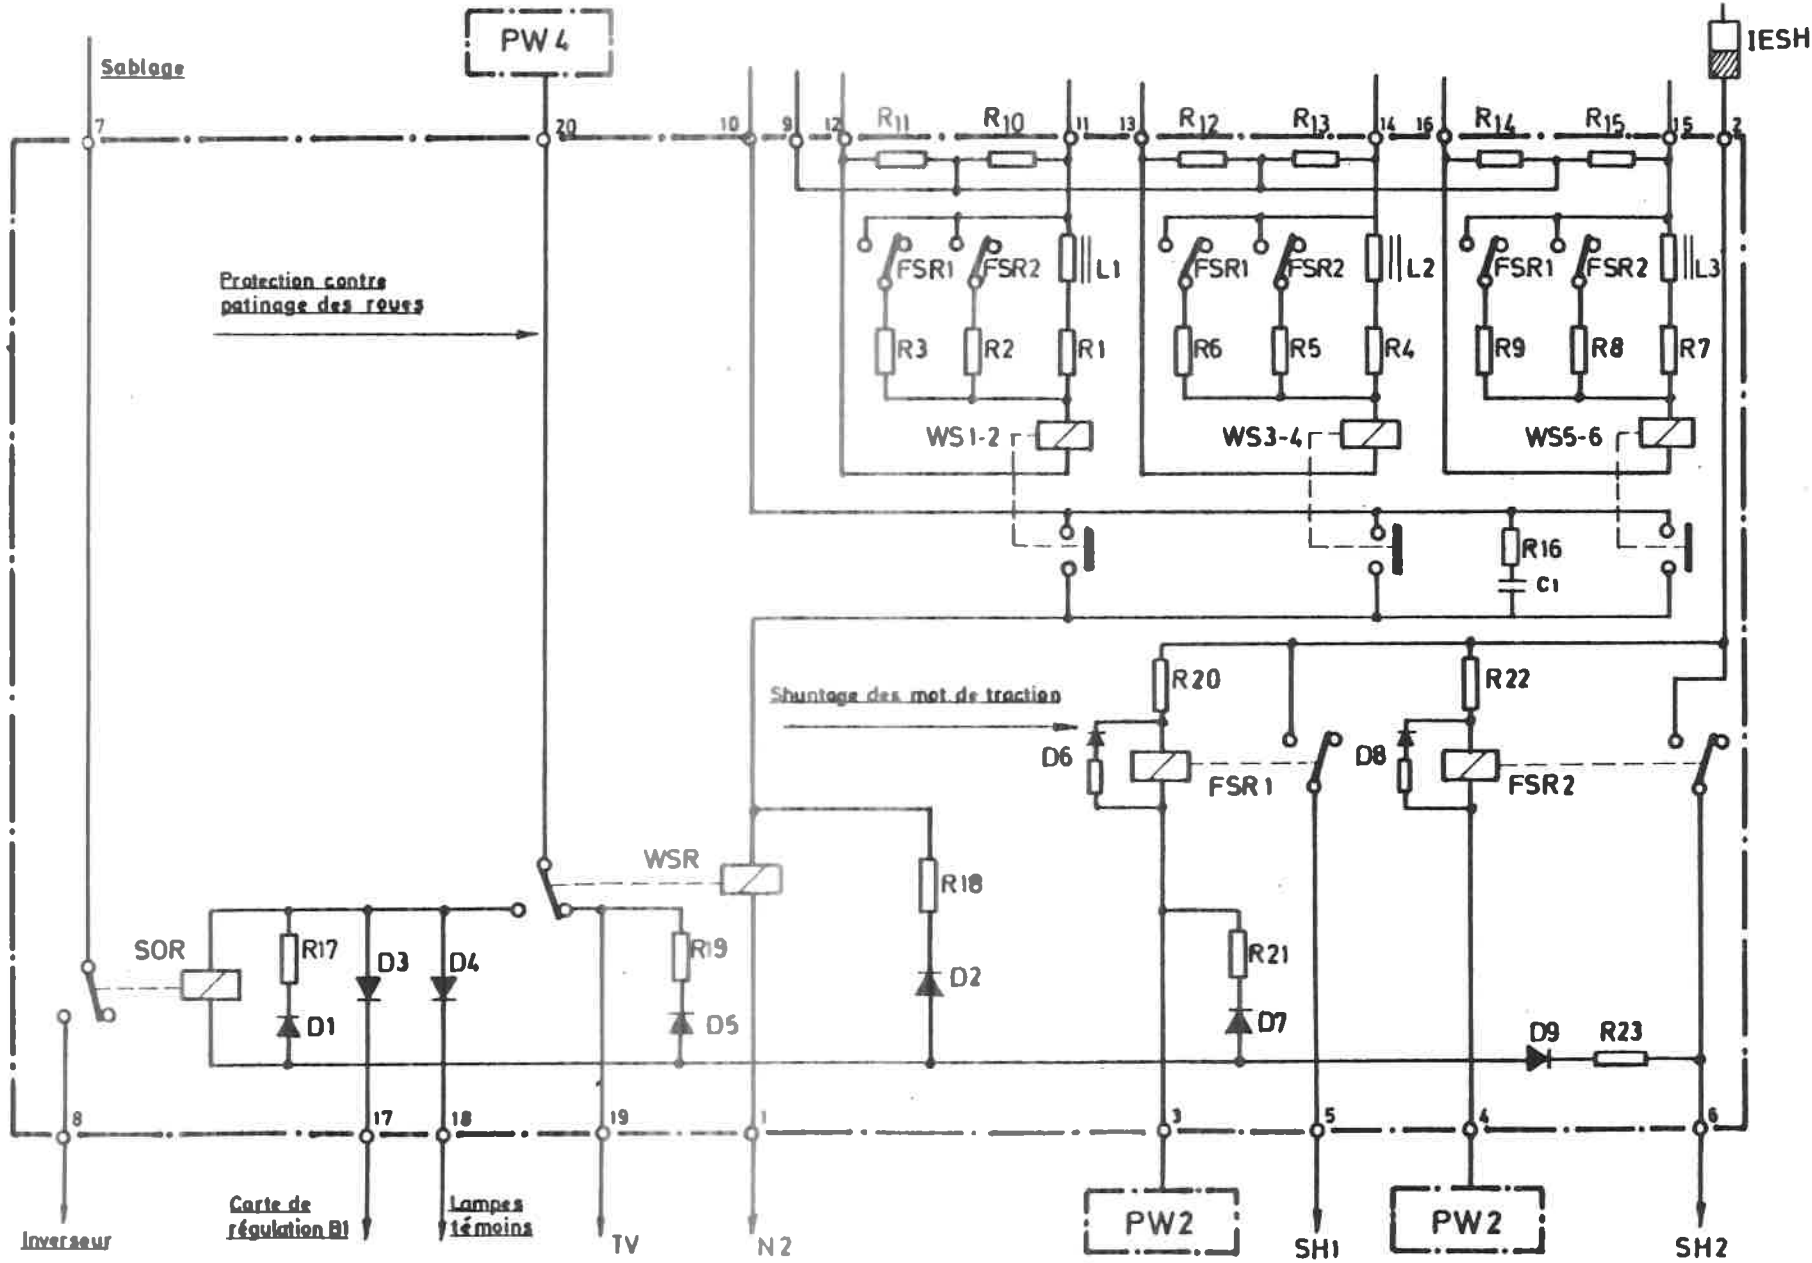 PW4
IESH
Sablage
7
20
10
9
12
R11
R10
11
13
R12
R13
14
16
R14
R15
15
2
FSR1
FSR2
L1
FSR1
FSR2
L2
FSR1
FSR2
L3
Protection contre
patinage des roues
R3
R2
R1
R6
R5
R4
R9
R8
R7
WS1-2
WS3-4
WS5-6
R16
C1
Shuntage des mot. de traction
R20
R22
D6
FSR1
D8
FSR2
WSR
R18
SOR
R17
D3
D4
R19
D2
R21
D1
D5
D7
D9
R23
8
17
18
19
1
3
5
4
6
Inverseur
Carte de
régulation B1
Lampes
témoins
TV
N2
PW2
SH1
PW2
SH2